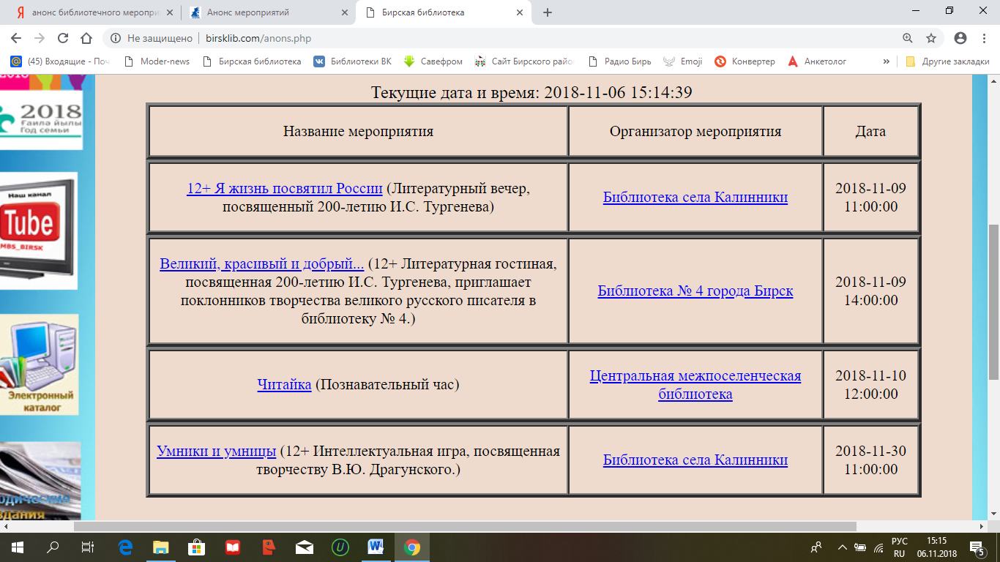 анонс библиотечного меропри
Анонс мероприятий
Бирская библиотека
Не защищено
birsklib.com/anons.php
(45) Входящие - Поч
Moder-news
Бирская библиотека
Библиотеки ВК
Савефром
Сайт Бирского райо
Радио Бирь
Emoji
Конвертер
Анкетолог
»
Другие закладки
2018
Ғаилә йылы
Год семьи
Наш канал
Tube
MBS_BIRSK
Электронный
каталог
одические
здания
Текущие дата и время: 2018-11-06 15:14:39
Название мероприятия
Организатор мероприятия
Дата
12+ Я жизнь посвятил России (Литературный вечер,
посвященный 200-летию И.С. Тургенева)
Библиотека села Калинники
2018-11-09
11:00:00
Великий, красивый и добрый... (12+ Литературная гостиная,
посвященная 200-летию И.С. Тургенева, приглашает
поклонников творчества великого русского писателя в
библиотеку № 4.)
Библиотека № 4 города Бирск
2018-11-09
14:00:00
Читайка (Познавательный час)
Центральная межпоселенческая
библиотека
2018-11-10
12:00:00
Умники и умницы (12+ Интеллектуальная игра, посвященная
творчеству В.Ю. Драгунского.)
Библиотека села Калинники
2018-11-30
11:00:00
РУС
RU
15:15
06.11.2018
5